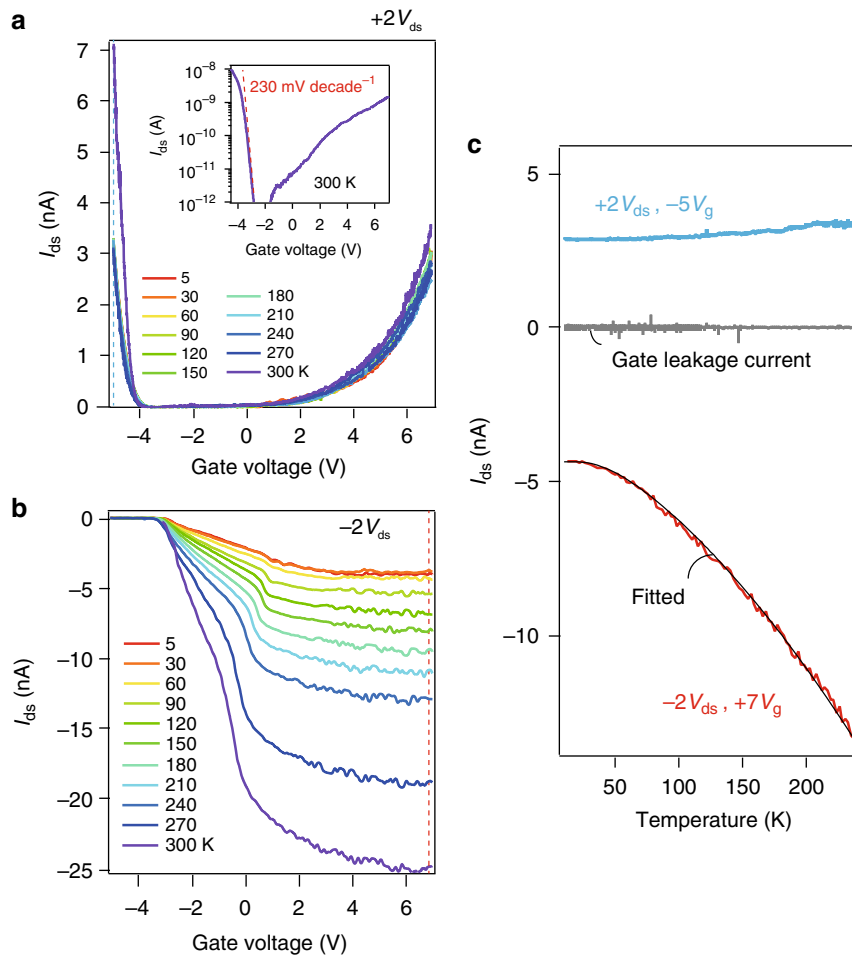 a
+2V_ds
7
6
5
4
3
2
1
0
I_ds (nA)
−4
−2
0
2
4
6
Gate voltage (V)
10⁻⁸
10⁻⁹
10⁻¹⁰
10⁻¹¹
10⁻¹²
I_ds (A)
230 mV decade⁻¹
300 K
−4 −2 0 2 4 6
Gate voltage (V)
5
30
60
90
120
150
180
210
240
270
300 K
b
−2V_ds
0
−5
−10
−15
−20
−25
I_ds (nA)
5
30
60
90
120
150
180
210
240
270
300 K
−4 −2 0 2 4 6
Gate voltage (V)
c
5
0
−5
−10
I_ds (nA)
+2V_ds , −5V_g
Gate leakage current
Fitted
−2V_ds , +7V_g
50 100 150 200
Temperature (K)